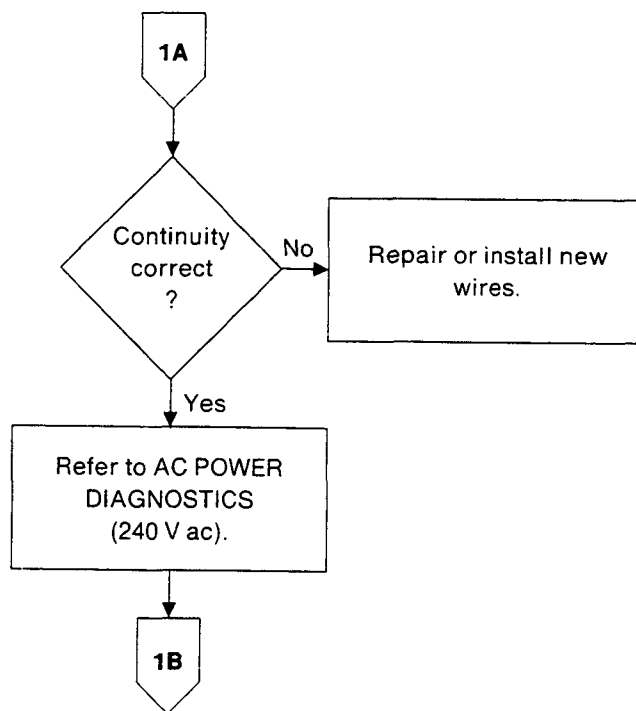 1A
Continuity
correct
?
No
Repair or install new
wires.
Yes
Refer to AC POWER
DIAGNOSTICS
(240 V ac).
1B